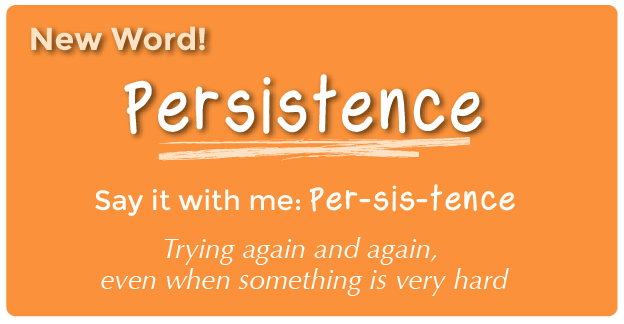 New Word!
Persistence
Say it with me: Per-sis-tence
Trying again and again,
even when something is very hard